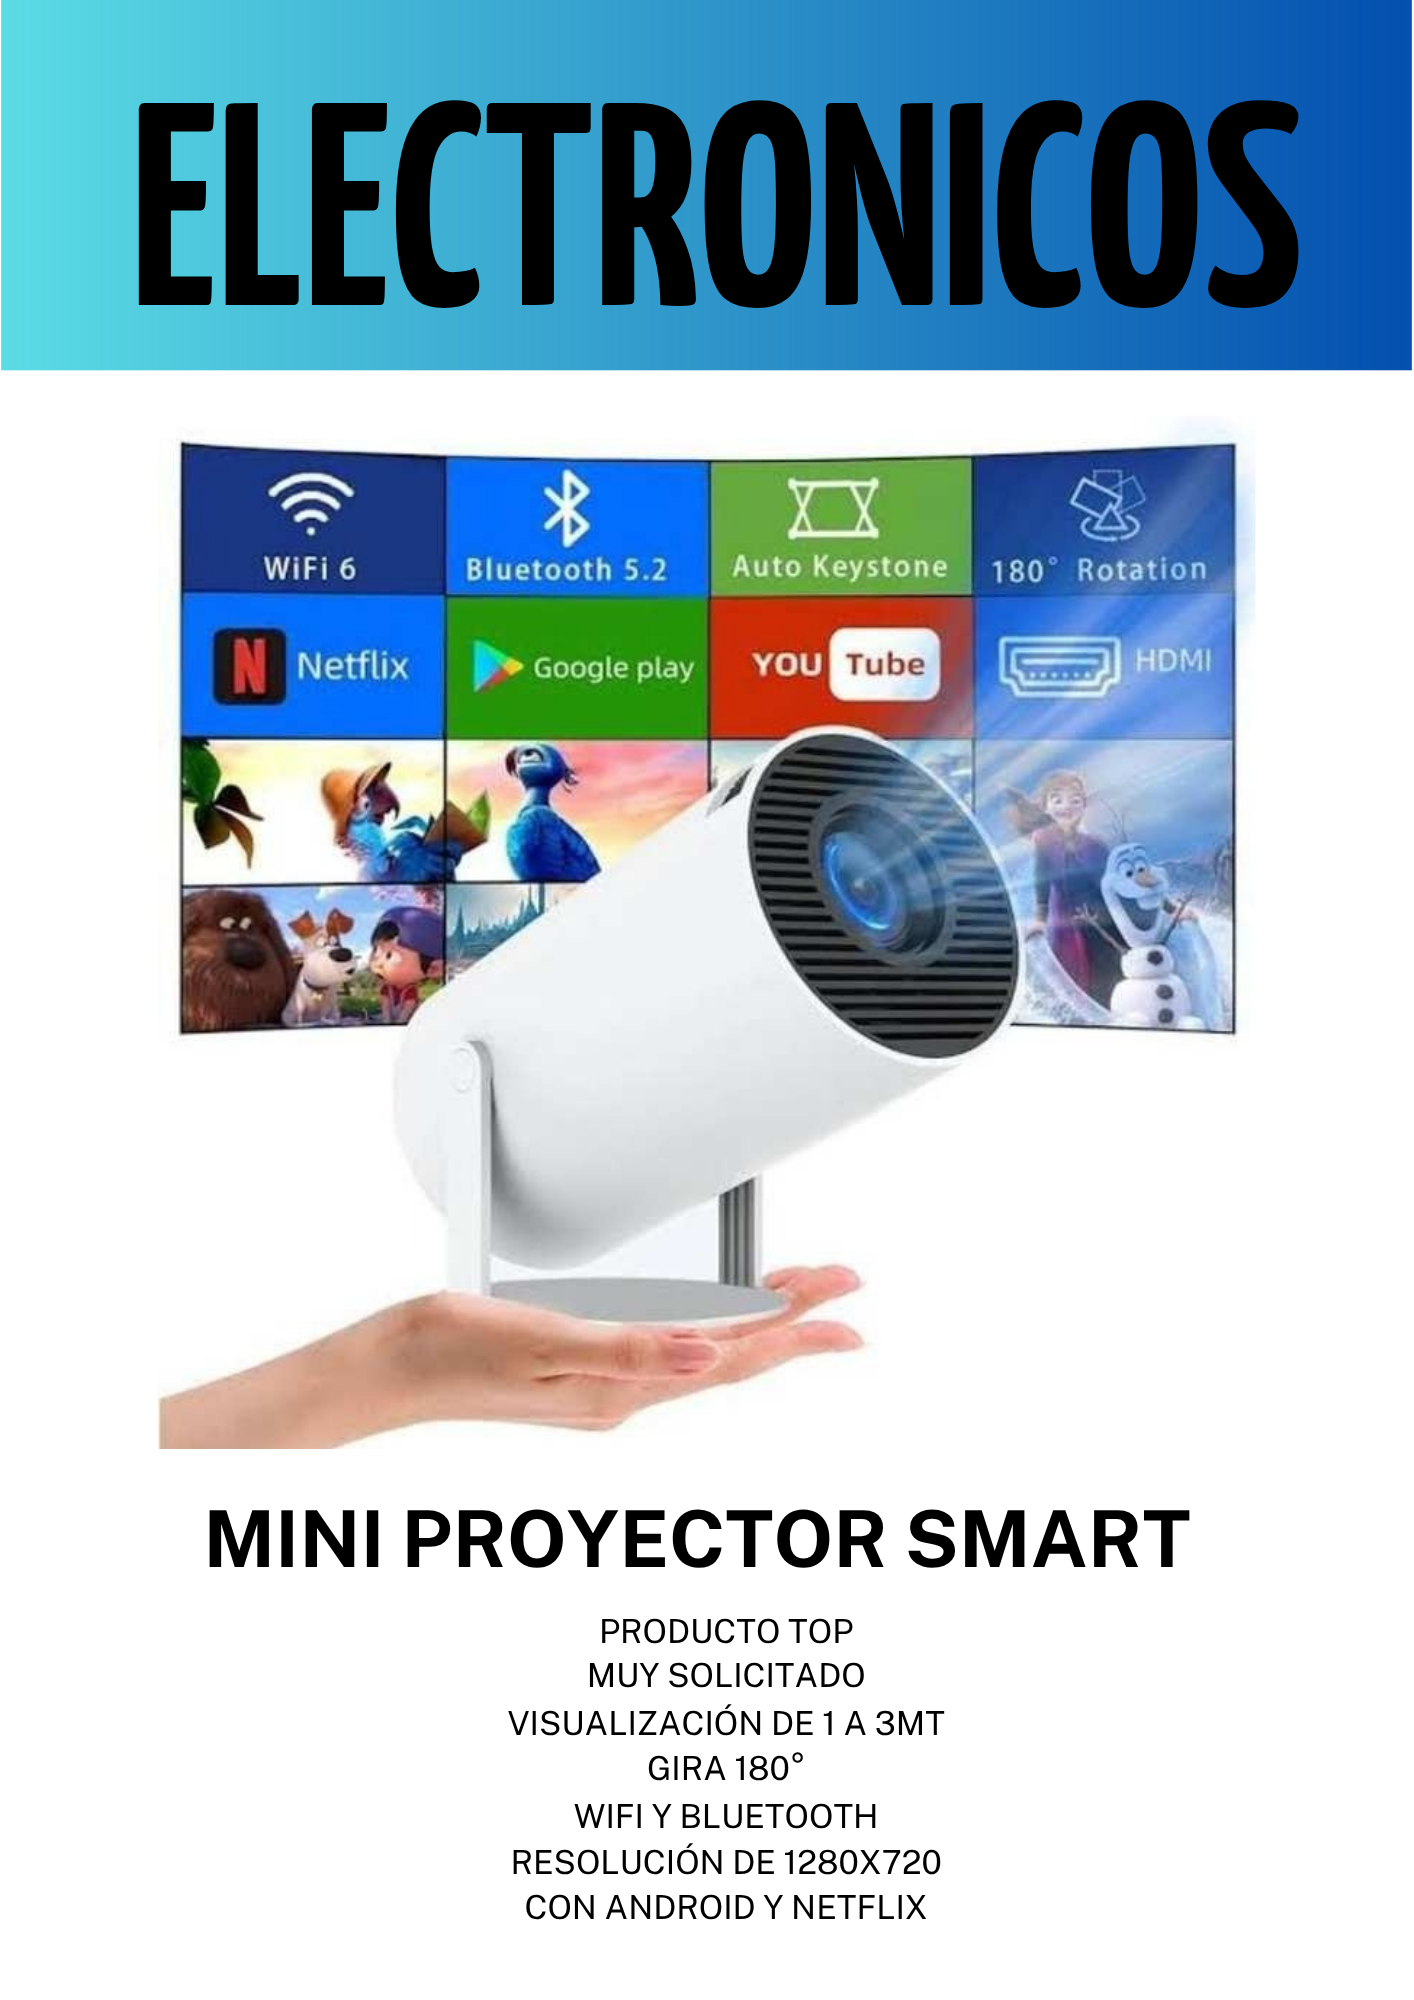 ELECTRONICOS
WiFi 6
Bluetooth 5.2
Auto Keystone
180° Rotation
N Netflix
Google play
YOU Tube
HDMI
MINI PROYECTOR SMART
PRODUCTO TOP
MUY SOLICITADO
VISUALIZACIÓN DE 1 A 3MT
GIRA 180°
WIFI Y BLUETOOTH
RESOLUCIÓN DE 1280X720
CON ANDROID Y NETFLIX